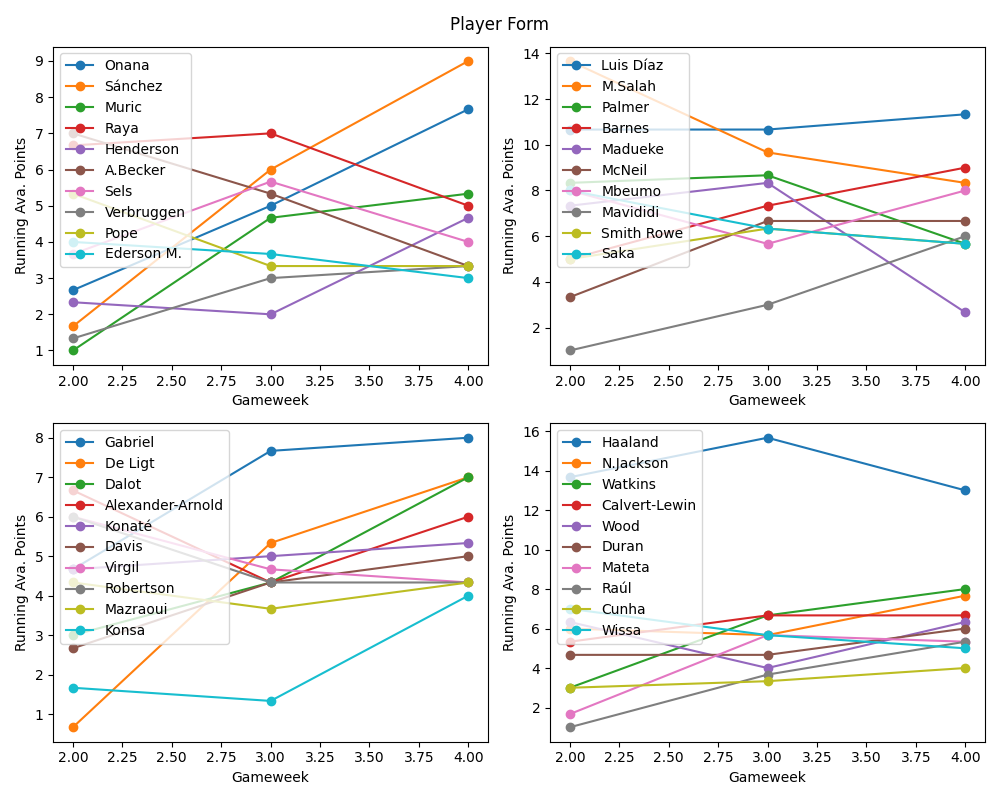 Player Form
9
8
7
6
5
4
3
2
1
Running Ava. Points
Onana
Sánchez
Muric
Raya
Henderson
A.Becker
Sels
Verbruggen
Pope
Ederson M.
2.00 2.25 2.50 2.75 3.00 3.25 3.50 3.75 4.00
Gameweek
14
12
10
8
6
4
2
Running Ava. Points
Luis Díaz
M.Salah
Palmer
Barnes
Madueke
McNeil
Mbeumo
Mavididi
Smith Rowe
Saka
2.00 2.25 2.50 2.75 3.00 3.25 3.50 3.75 4.00
Gameweek
8
7
6
5
4
3
2
1
Running Ava. Points
Gabriel
De Ligt
Dalot
Alexander-Arnold
Konaté
Davis
Virgil
Robertson
Mazraoui
Konsa
2.00 2.25 2.50 2.75 3.00 3.25 3.50 3.75 4.00
Gameweek
16
14
12
10
8
6
4
2
Running Ava. Points
Haaland
N.Jackson
Watkins
Calvert-Lewin
Wood
Duran
Mateta
Raúl
Cunha
Wissa
2.00 2.25 2.50 2.75 3.00 3.25 3.50 3.75 4.00
Gameweek